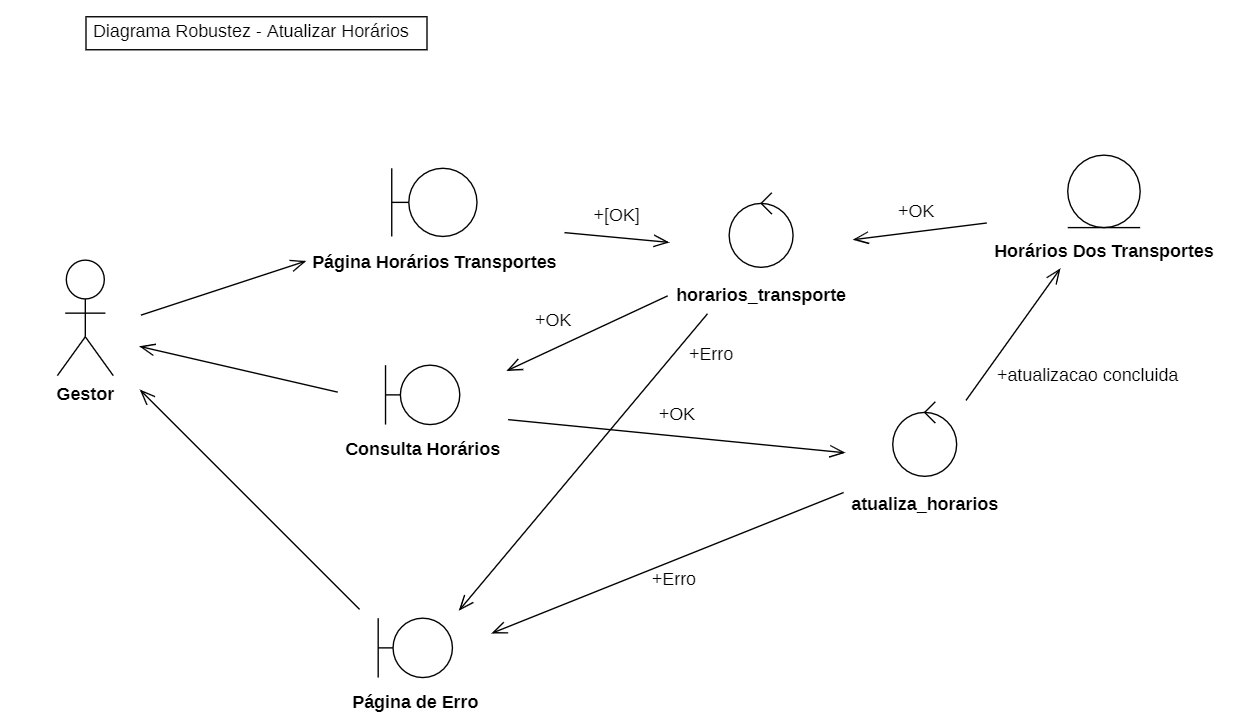 Diagrama Robustez - Atualizar Horários
+[OK]
+OK
Página Horários Transportes
Horários Dos Transportes
horarios_transporte
+OK
+Erro
+atualizacao concluida
Gestor
+OK
Consulta Horários
atualiza_horarios
+Erro
Página de Erro